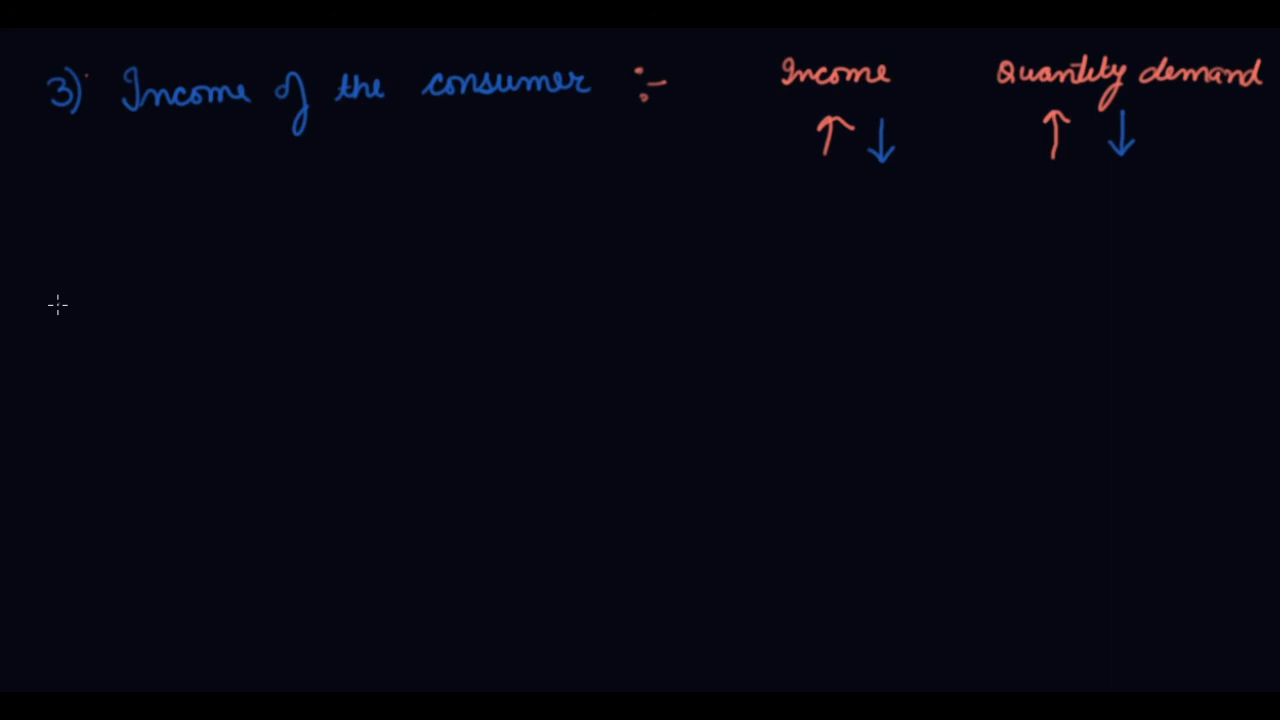 3) Income of the consumer :- Income Quantity demand
↑ ↓ ↑ ↓